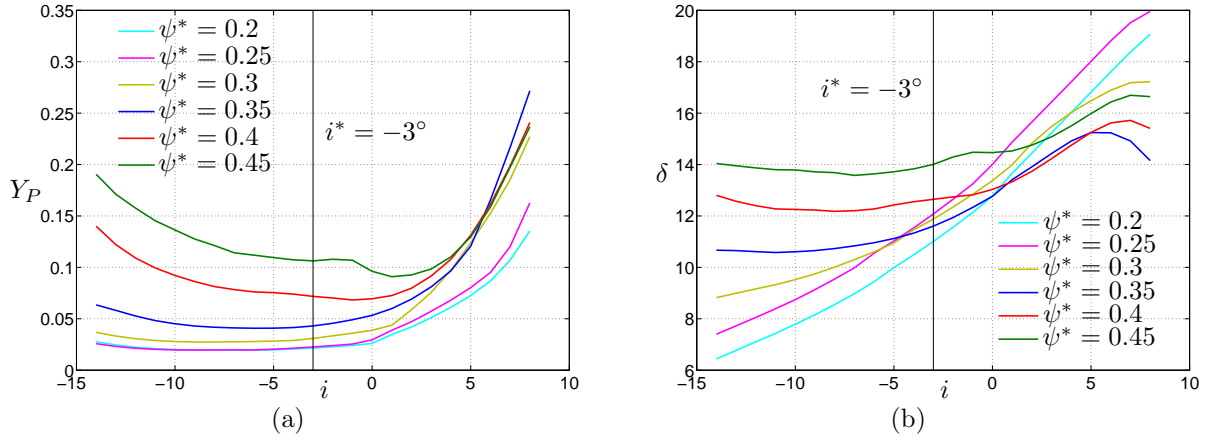 0.35
0.3
0.25
0.2
0.15
0.1
0.05
0
Y_P
ψ* = 0.2
ψ* = 0.25
ψ* = 0.3
ψ* = 0.35
ψ* = 0.4
ψ* = 0.45
i* = −3°
−15 −10 −5 0 5 10
i
(a)
20
18
16
14
12
10
8
6
δ
i* = −3°
ψ* = 0.2
ψ* = 0.25
ψ* = 0.3
ψ* = 0.35
ψ* = 0.4
ψ* = 0.45
−15 −10 −5 0 5 10
i
(b)